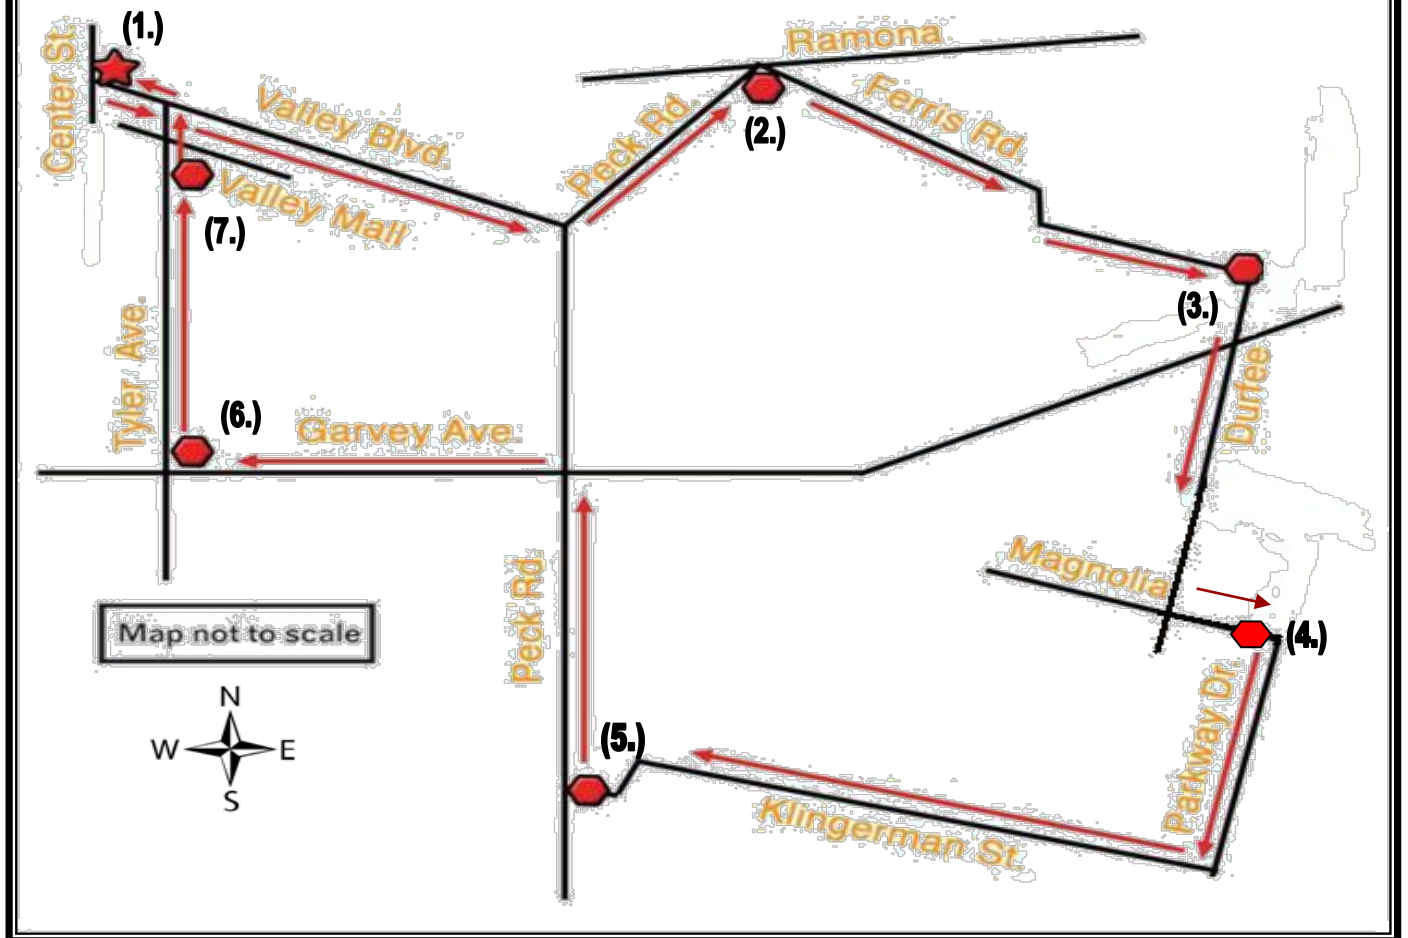 (1.)
Center St.
Ramona
Valley Blvd.
Peck Rd.
Ferris Rd.
(2.)
Valley Mall
(7.)
(3.)
Tyler Ave.
Durfee
(6.)
Garvey Ave.
Magnolia
Peck Rd.
Map not to scale
(4.)
Parkway Dr.
N
W E
S
(5.)
Klingerman St.